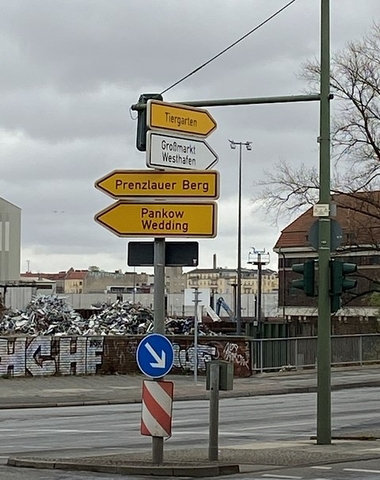 Tiergarten
Großmarkt
Westhafen
Prenzlauer Berg
Pankow
Wedding